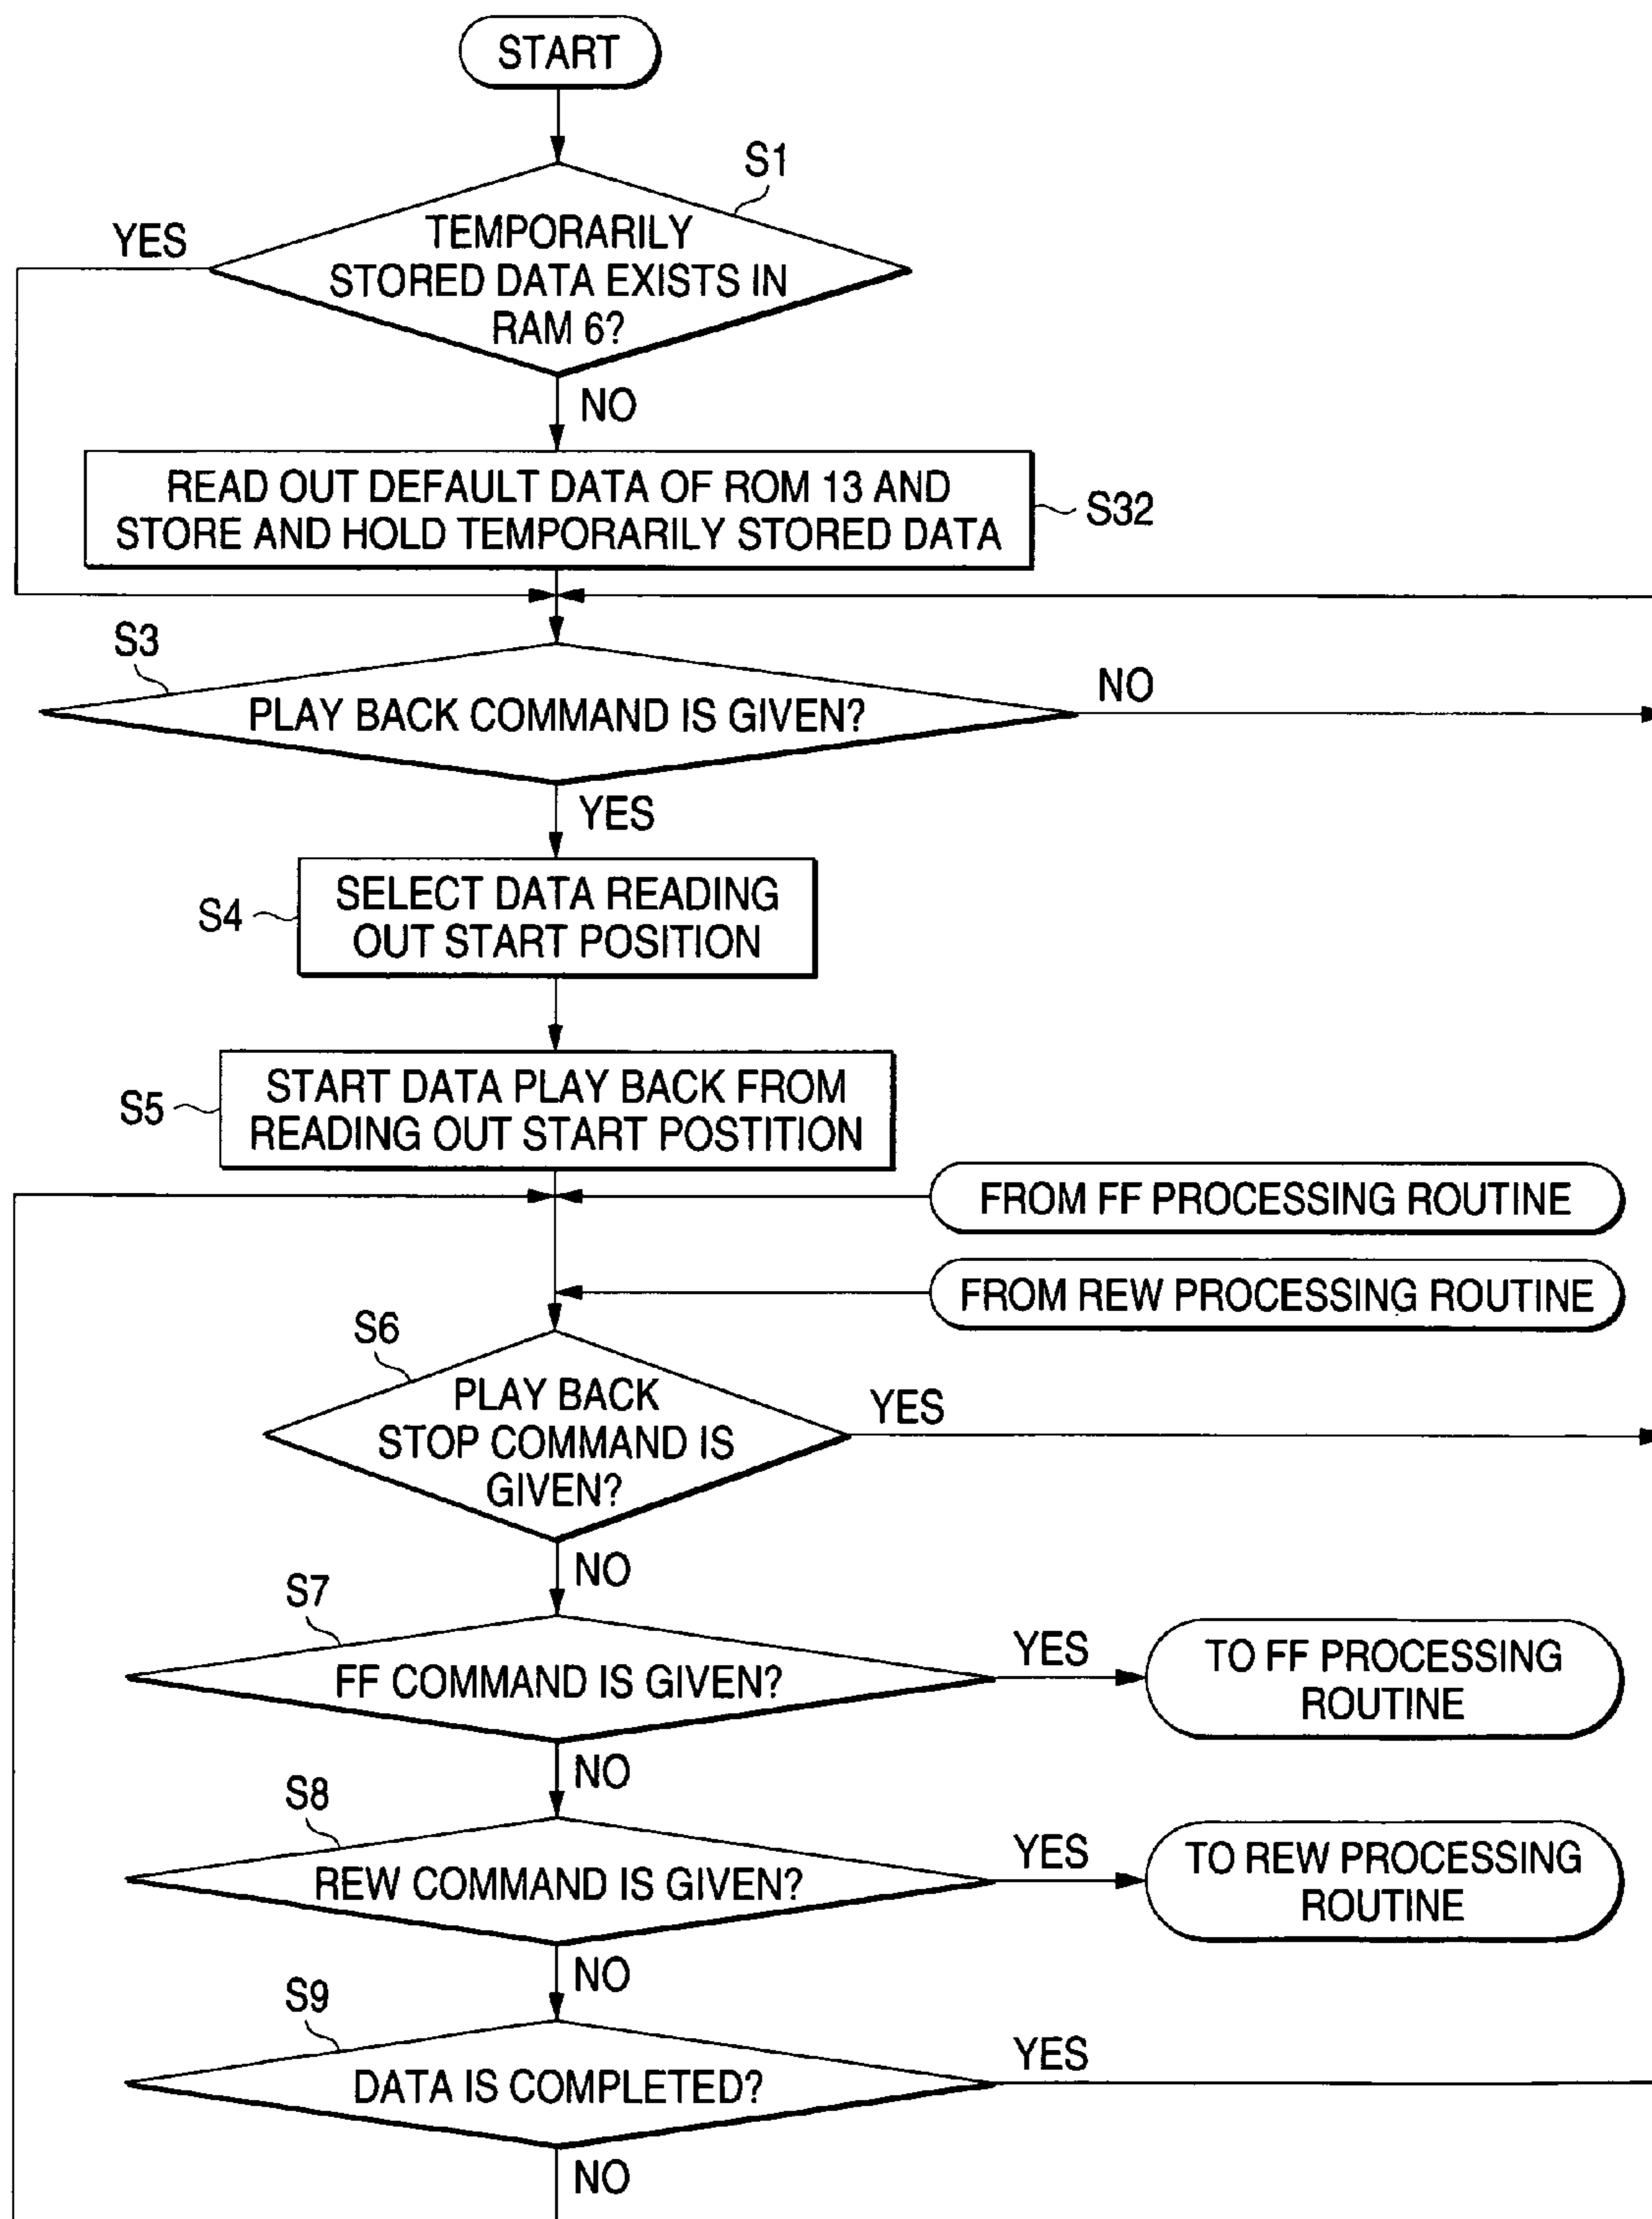 START
S1
YES
TEMPORARILY
STORED DATA EXISTS IN
RAM 6?
NO
READ OUT DEFAULT DATA OF ROM 13 AND
STORE AND HOLD TEMPORARILY STORED DATA
S32
S3
PLAY BACK COMMAND IS GIVEN?
NO
YES
S4
SELECT DATA READING
OUT START POSITION
S5
START DATA PLAY BACK FROM
READING OUT START POSTITION
FROM FF PROCESSING ROUTINE
FROM REW PROCESSING ROUTINE
S6
PLAY BACK
STOP COMMAND IS
GIVEN?
YES
NO
S7
FF COMMAND IS GIVEN?
YES
TO FF PROCESSING
ROUTINE
NO
S8
REW COMMAND IS GIVEN?
YES
TO REW PROCESSING
ROUTINE
NO
S9
DATA IS COMPLETED?
YES
NO